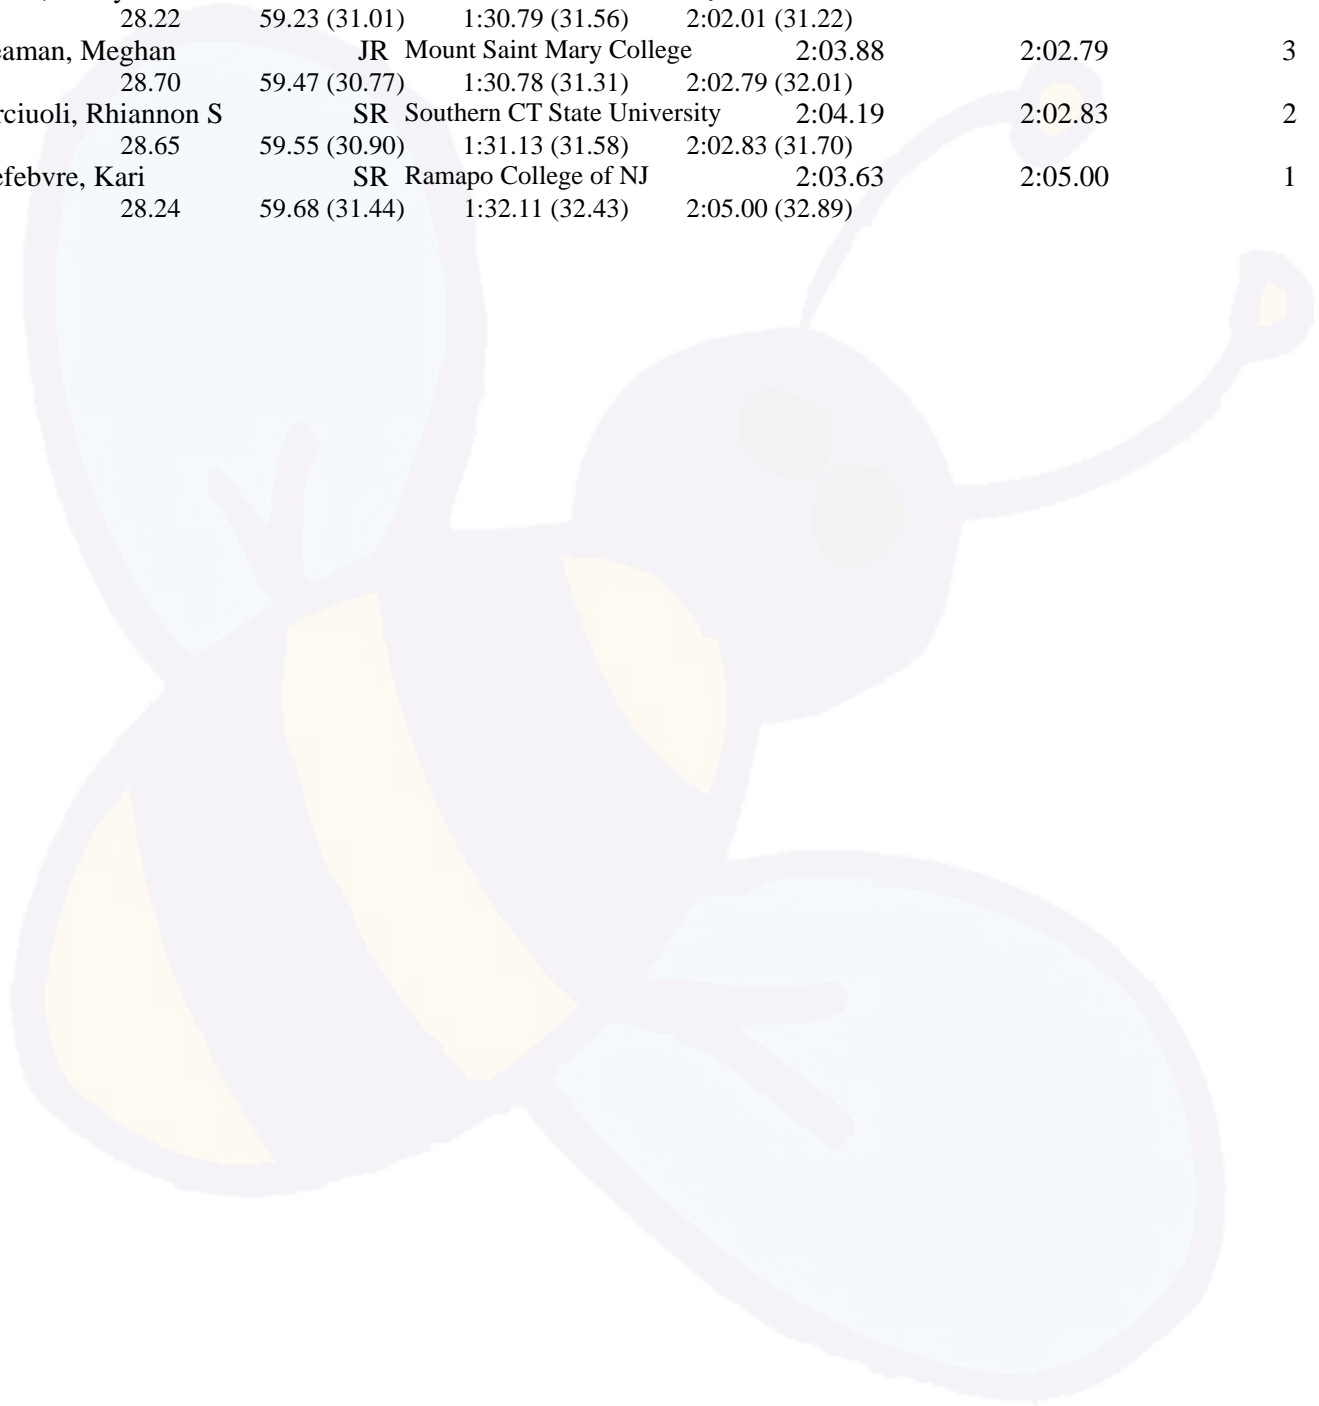 28.22 59.23 (31.01) 1:30.79 (31.56) 2:02.01 (31.22)
eaman, Meghan JR Mount Saint Mary College 2:03.88 2:02.79 3
28.70 59.47 (30.77) 1:30.78 (31.31) 2:02.79 (32.01)
rciuoli, Rhiannon S SR Southern CT State University 2:04.19 2:02.83 2
28.65 59.55 (30.90) 1:31.13 (31.58) 2:02.83 (31.70)
efebvre, Kari SR Ramapo College of NJ 2:03.63 2:05.00 1
28.24 59.68 (31.44) 1:32.11 (32.43) 2:05.00 (32.89)